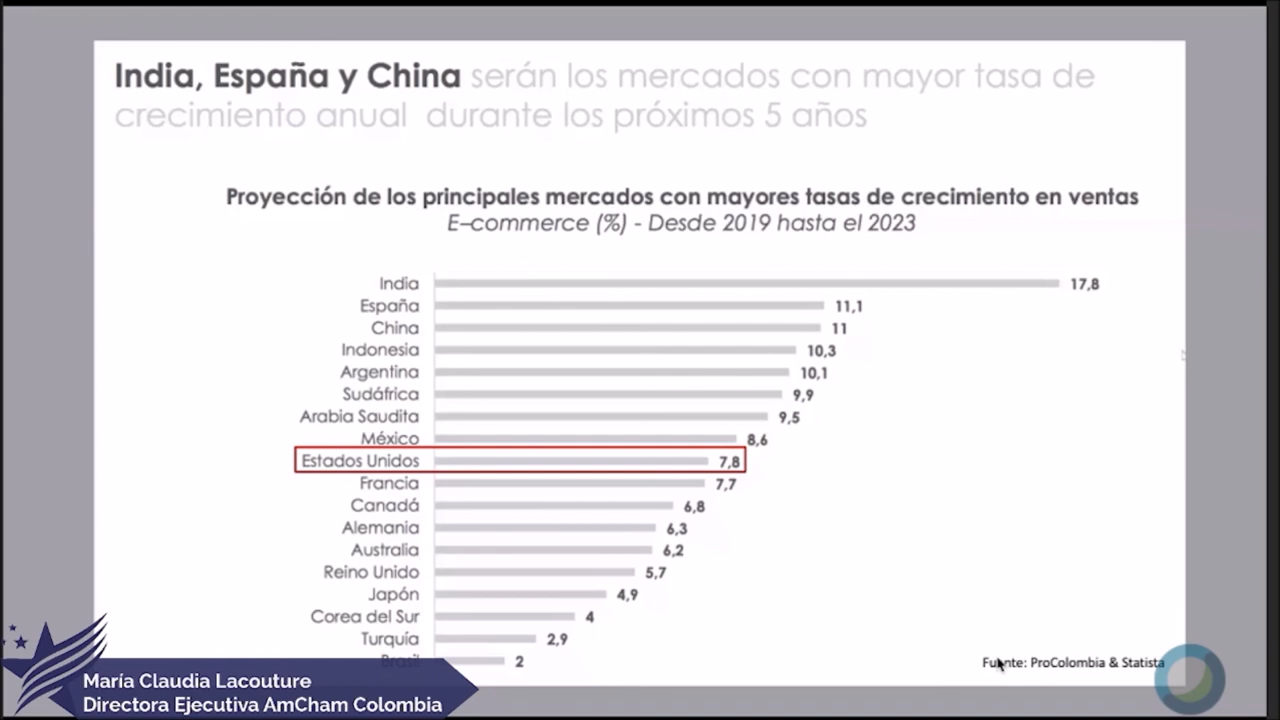 India, España y China serán los mercados con mayor tasa de
crecimiento anual durante los próximos 5 años
Proyección de los principales mercados con mayores tasas de crecimiento en ventas
E–commerce (%) - Desde 2019 hasta el 2023
India 17,8
España 11,1
China 11
Indonesia 10,3
Argentina 10,1
Sudáfrica 9,9
Arabia Saudita 9,5
México 8,6
Estados Unidos 7,8
Francia 7,7
Canadá 6,8
Alemania 6,3
Australia 6,2
Reino Unido 5,7
Japón 4,9
Corea del Sur 4
Turquía 2,9
Brasil 2
Fuente: ProColombia & Statista
María Claudia Lacouture
Directora Ejecutiva AmCham Colombia